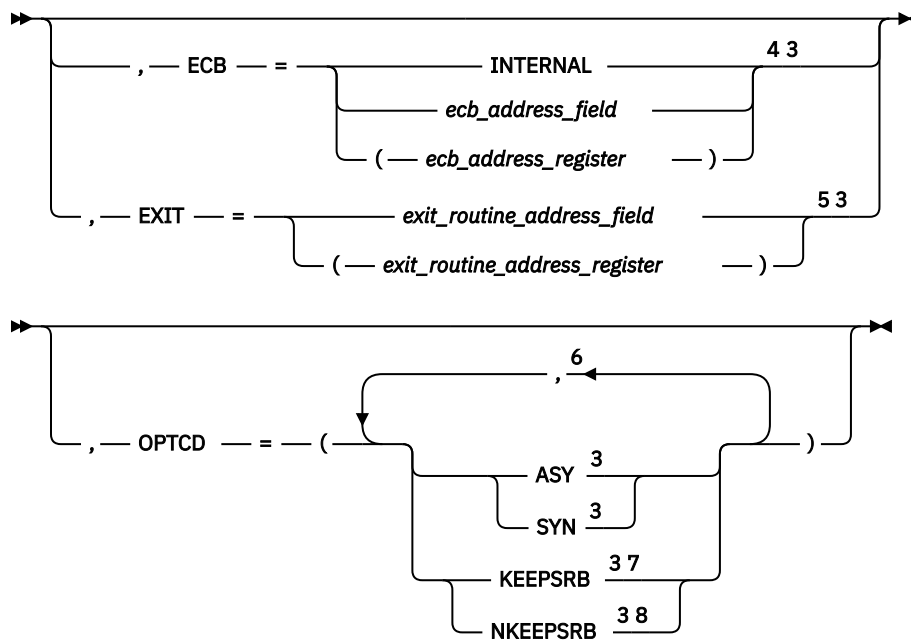 4 3
, ECB = INTERNAL
ecb_address_field
( ecb_address_register )
5 3
, EXIT = exit_routine_address_field
( exit_routine_address_register )
6
,
, OPTCD = ( ASY 3 )
SYN 3
KEEPSRB 3 7
NKEEPSRB 3 8